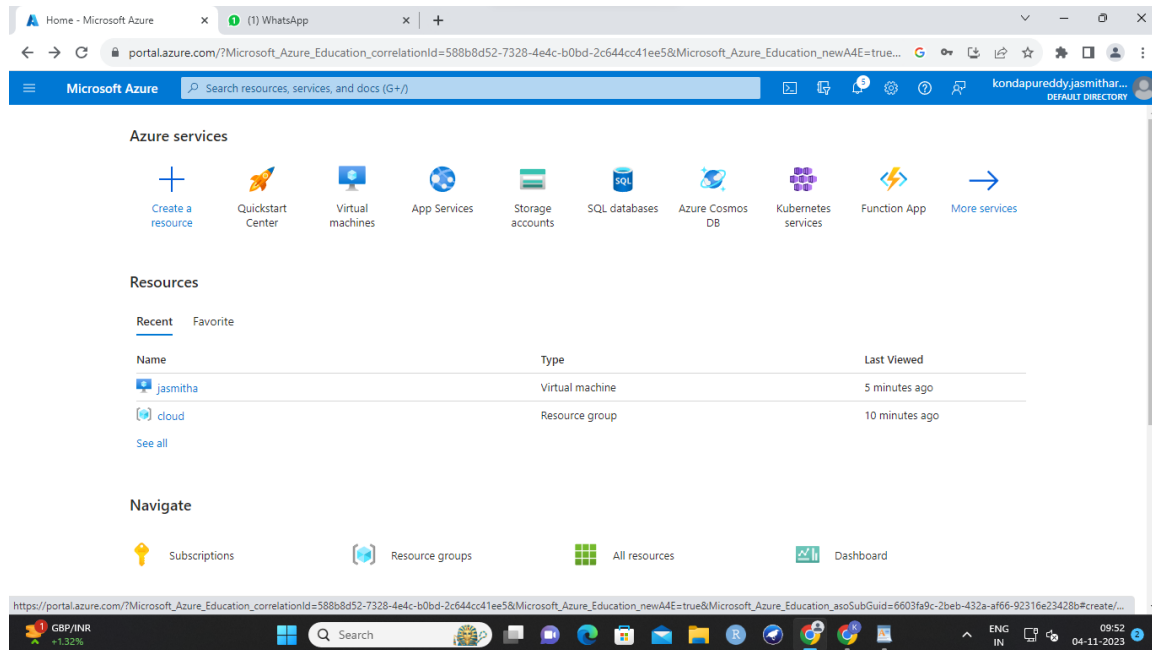 Home - Microsoft Azure
1 (1) WhatsApp
portal.azure.com/?Microsoft_Azure_Education_correlationId=588b8d52-7328-4e4c-b0bd-2c644cc41ee5&Microsoft_Azure_Education_newA4E=true...
Microsoft Azure
Search resources, services, and docs (G+/)
5
kondapureddy.jasmithar...
DEFAULT DIRECTORY
Azure services
Create a resource
Quickstart Center
Virtual machines
App Services
Storage accounts
SQL
SQL databases
Azure Cosmos DB
Kubernetes services
Function App
More services
Resources
Recent Favorite
Name Type Last Viewed
jasmitha Virtual machine 5 minutes ago
cloud Resource group 10 minutes ago
See all
Navigate
Subscriptions Resource groups All resources Dashboard
https://portal.azure.com/?Microsoft_Azure_Education_correlationId=588b8d52-7328-4e4c-b0bd-2c644cc41ee5&Microsoft_Azure_Education_newA4E=true&Microsoft_Azure_Education_asoSubGuid=6603fa9c-2beb-432a-af66-92316e23428b#create/...
1
GBP/INR
+1.32%
Search
R
K
ENG
IN
09:52
04-11-2023
2